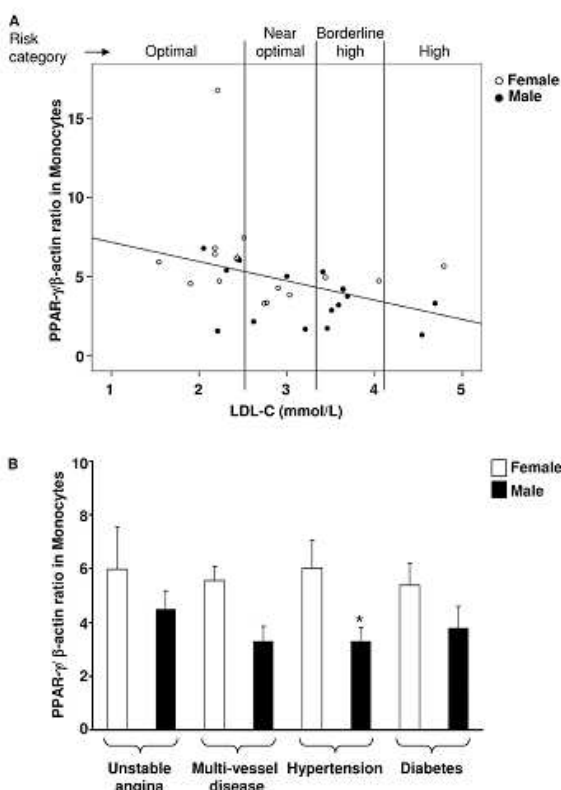 A
Risk category
Optimal
Near optimal
Borderline high
High
Female
Male
PPAR-γ/β-actin ratio in Monocytes
15
10
5
0
1 2 3 4 5
LDL-C (mmol/L)
B
Female
Male
PPAR-γ/ β-actin ratio in Monocytes
10
8
6
4
2
0
*
Unstable angina
Multi-vessel disease
Hypertension
Diabetes